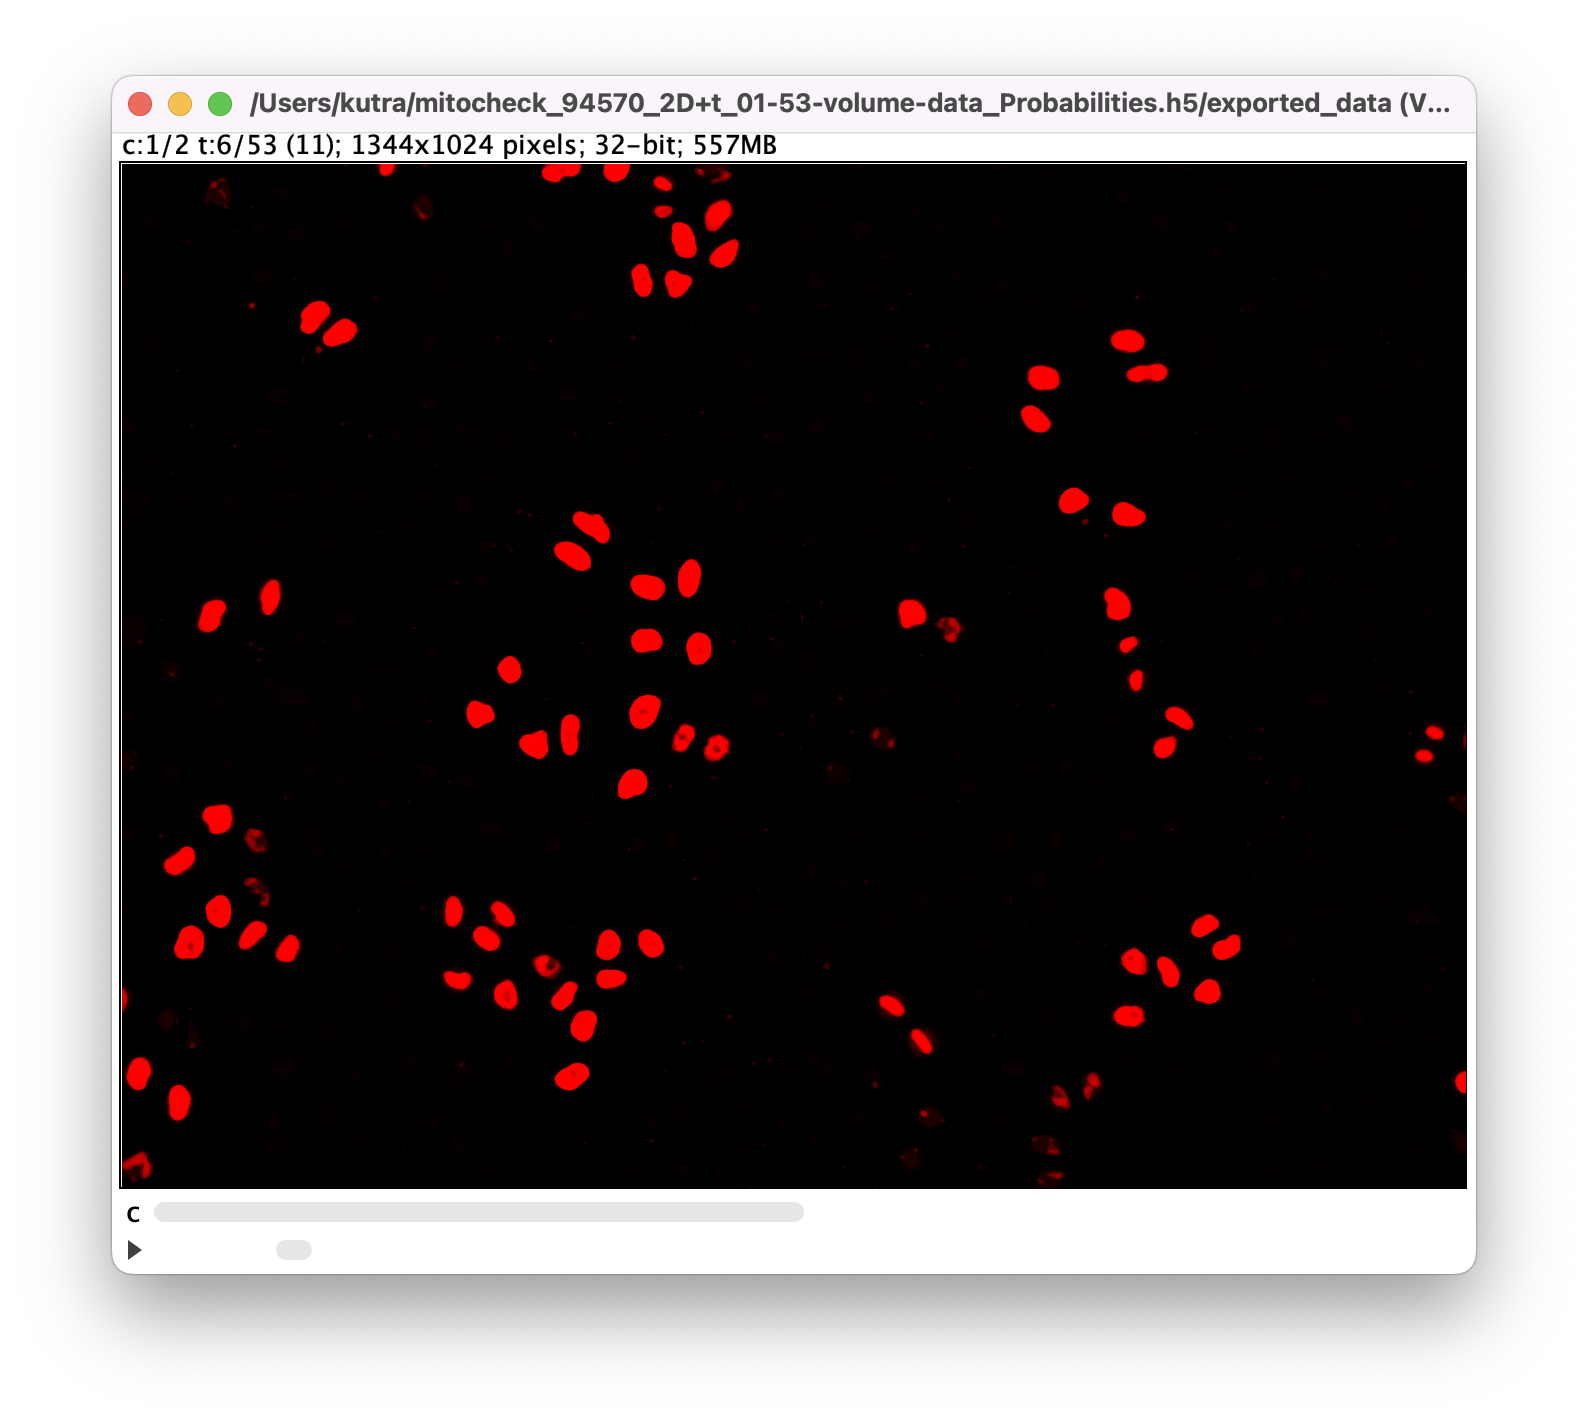 /Users/kutra/mitocheck_94570_2D+t_01-53-volume-data_Probabilities.h5/exported_data (V...
c:1/2 t:6/53 (11); 1344x1024 pixels; 32-bit; 557MB
c